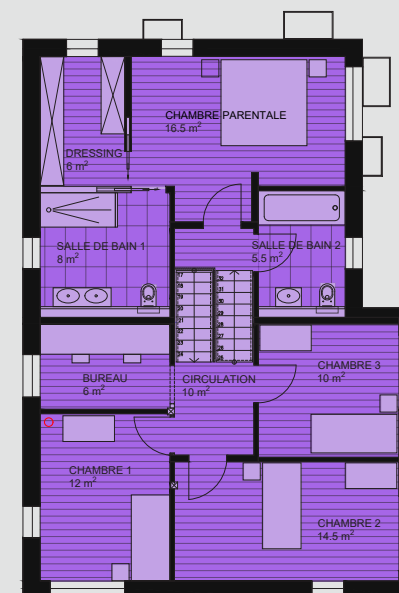 CHAMBRE PARENTALE
16.5 m²
DRESSING
6 m²
SALLE DE BAIN 1
8 m²
SALLE DE BAIN 2
5.5 m²
CHAMBRE 3
10 m²
BUREAU
6 m²
CIRCULATION
10 m²
CHAMBRE 1
12 m²
CHAMBRE 2
14.5 m²